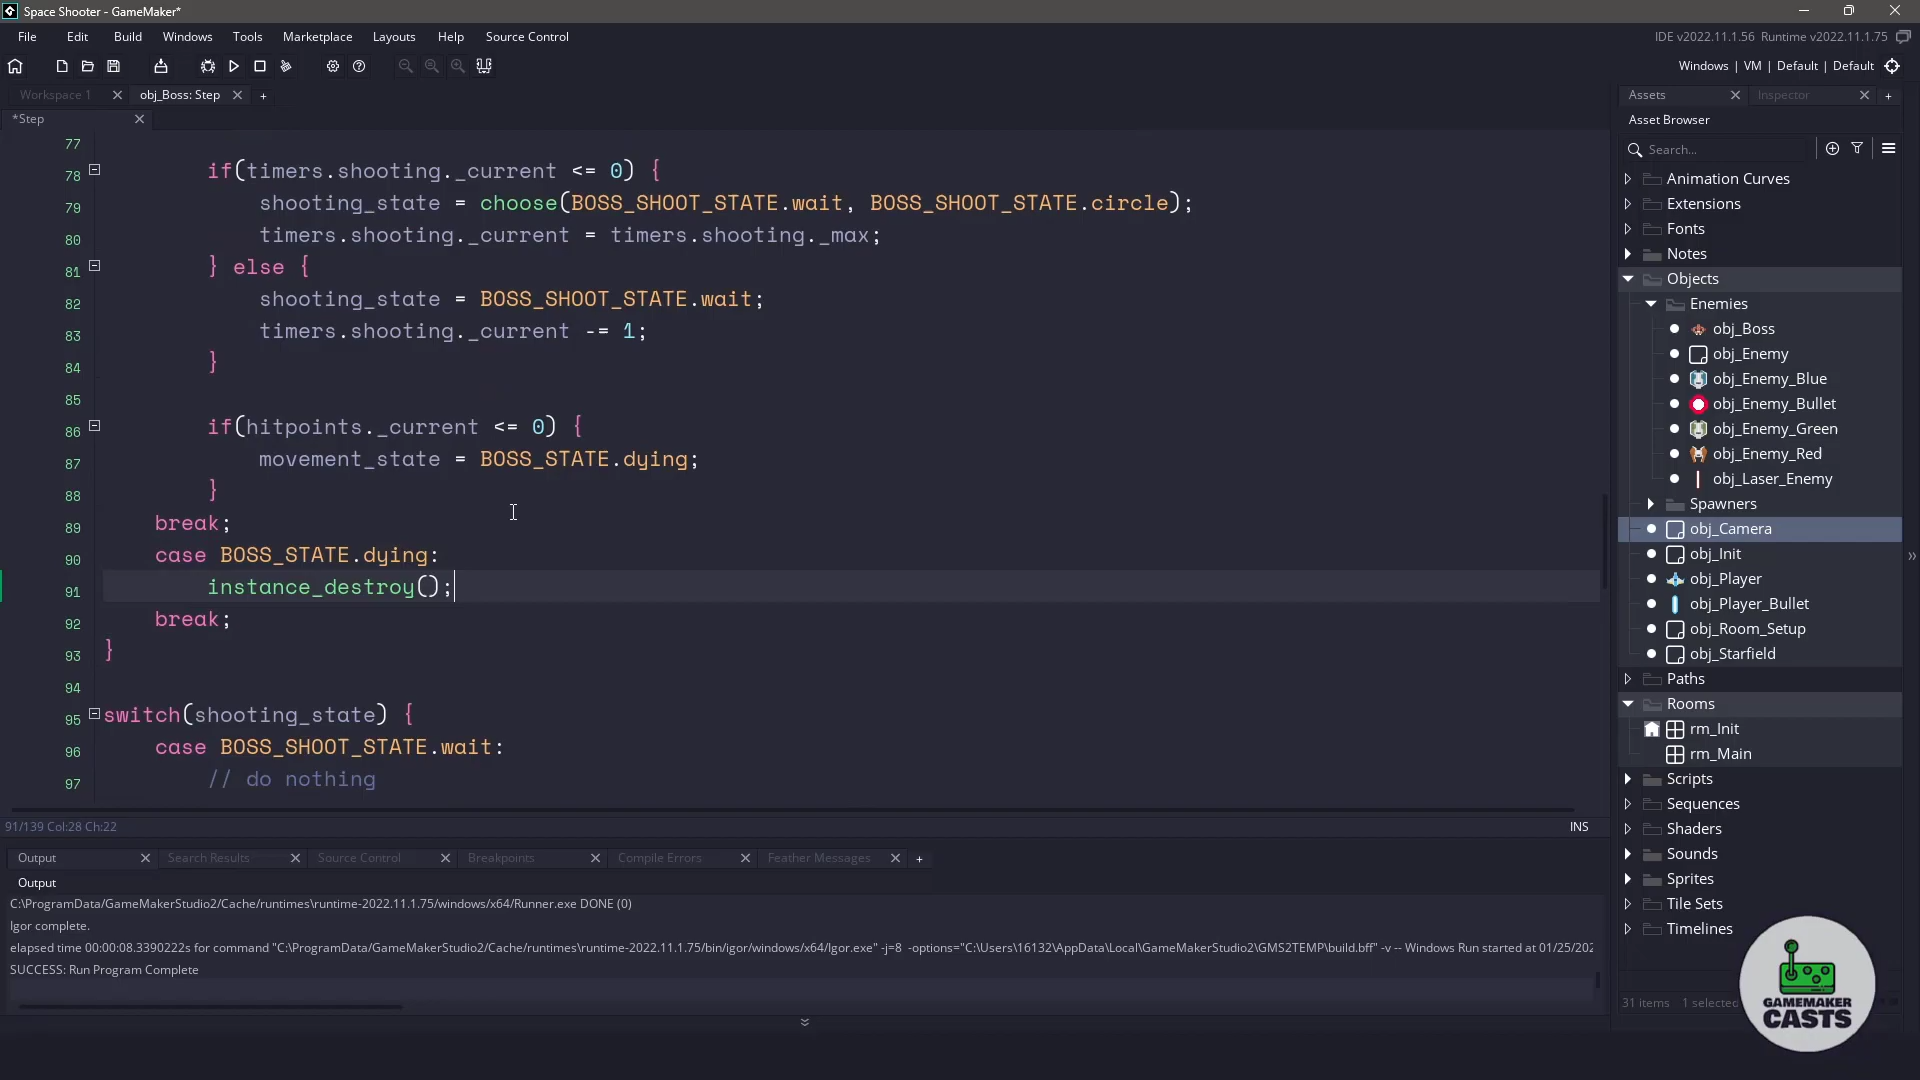 Space Shooter - GameMaker*
File Edit Build Windows Tools Marketplace Layouts Help Source Control
IDE v2022.11.1.56 Runtime v2022.11.1.75
Windows | VM | Default | Default
Workspace 1
obj_Boss: Step
*Step
77
78 if(timers.shooting._current <= 0) {
79 shooting_state = choose(BOSS_SHOOT_STATE.wait, BOSS_SHOOT_STATE.circle);
80 timers.shooting._current = timers.shooting._max;
81 } else {
82 shooting_state = BOSS_SHOOT_STATE.wait;
83 timers.shooting._current -= 1;
84 }
85
86 if(hitpoints._current <= 0) {
87 movement_state = BOSS_STATE.dying;
88 }
89 break;
90 case BOSS_STATE.dying:
91 instance_destroy();
92 break;
93 }
94
95 switch(shooting_state) {
96 case BOSS_SHOOT_STATE.wait:
97 // do nothing
91/139 Col:28 Ch:22
INS
Output Search Results Source Control Breakpoints Compile Errors Feather Messages
Output
C:\ProgramData/GameMakerStudio2/Cache/runtimes\runtime-2022.11.1.75/windows/x64/Runner.exe DONE (0)
Igor complete.
elapsed time 00:00:08.3390222s for command "C:\ProgramData/GameMakerStudio2/Cache/runtimes\runtime-2022.11.1.75/bin/igor/windows/x64/Igor.exe" -j=8 -options="C:\Users\16132\AppData\Local\GameMakerStudio2\GMS2TEMP\build.bff" -v -- Windows Run started at 01/25/202
SUCCESS: Run Program Complete
Assets
Inspector
Asset Browser
Search...
Animation Curves
Extensions
Fonts
Notes
Objects
Enemies
obj_Boss
obj_Enemy
obj_Enemy_Blue
obj_Enemy_Bullet
obj_Enemy_Green
obj_Enemy_Red
obj_Laser_Enemy
Spawners
obj_Camera
obj_Init
obj_Player
obj_Player_Bullet
obj_Room_Setup
obj_Starfield
Paths
Rooms
rm_Init
rm_Main
Scripts
Sequences
Shaders
Sounds
Sprites
Tile Sets
Timelines
31 items 1 selected
GAMEMAKER
CASTS